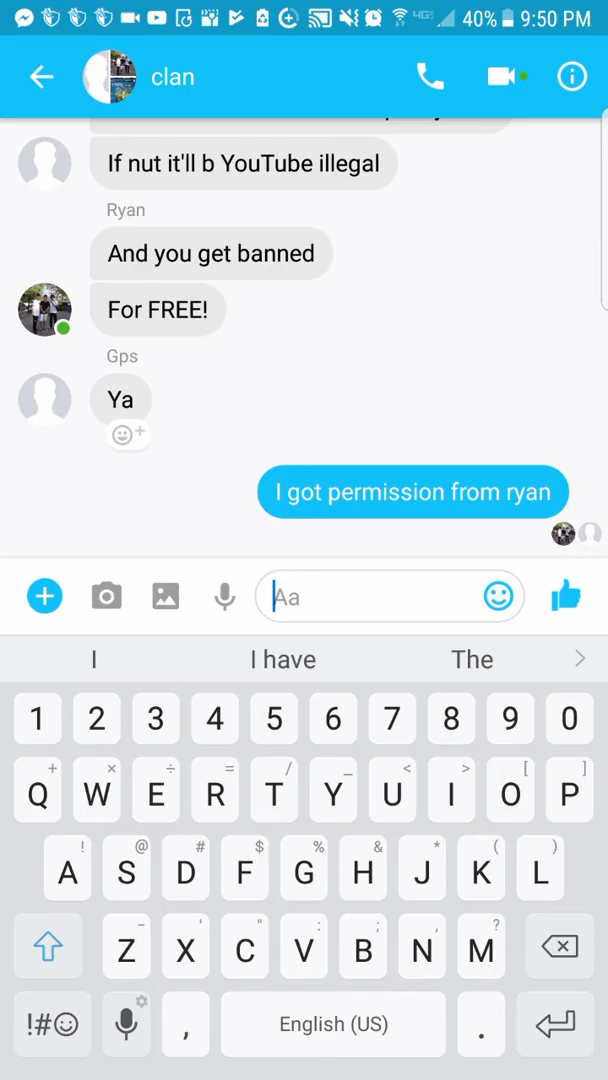 40% 9:50 PM
clan
If nut it'll b YouTube illegal
Ryan
And you get banned
For FREE!
Gps
Ya
I got permission from ryan
Aa
I I have The
1 2 3 4 5 6 7 8 9 0
+ × ÷ = / _ < > [ ]
Q W E R T Y U I O P
! @ # $ % & * ( )
A S D F G H J K L
- ' " : ; , ?
Z X C V B N M
!#☺ , English (US) .